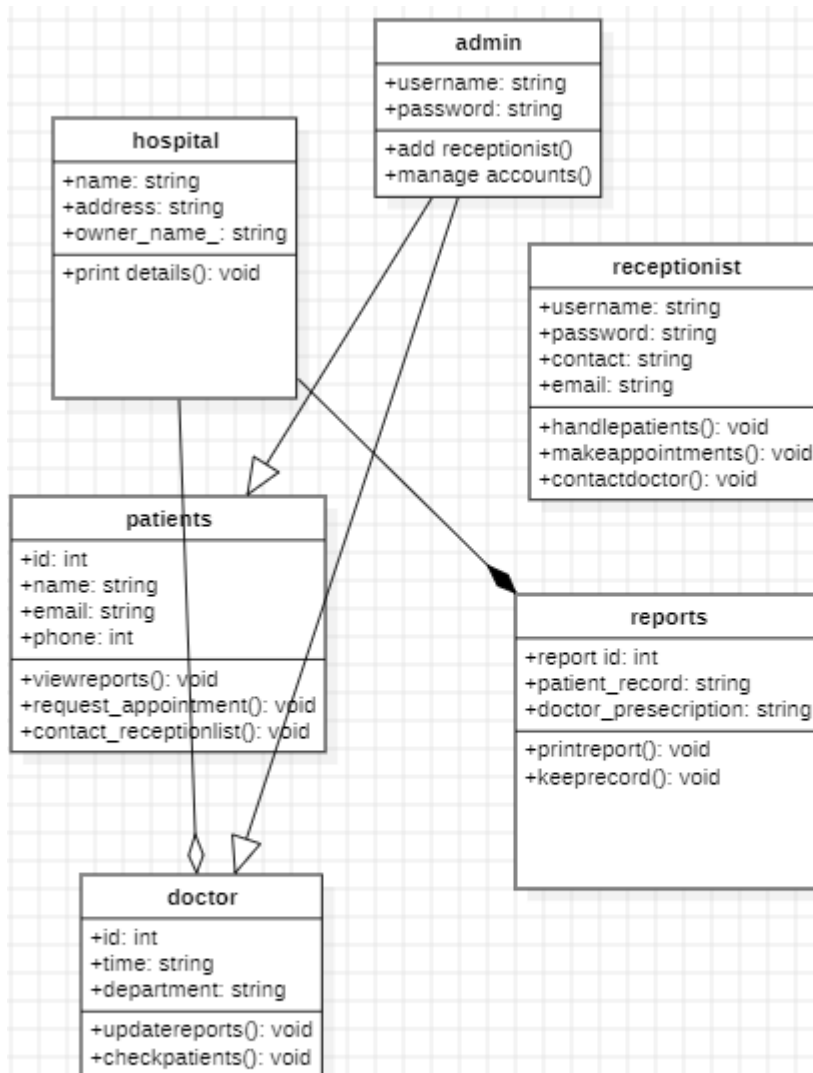 admin
+username: string
+password: string
+add receptionist()
+manage accounts()
hospital
+name: string
+address: string
+owner_name_: string
+print details(): void
receptionist
+username: string
+password: string
+contact: string
+email: string
+handlepatients(): void
+makeappointments(): void
+contactdoctor(): void
patients
+id: int
+name: string
+email: string
+phone: int
+viewreports(): void
+request_appointment(): void
+contact_receptionlist(): void
reports
+report id: int
+patient_record: string
+doctor_presecription: string
+printreport(): void
+keeprecord(): void
doctor
+id: int
+time: string
+department: string
+updatereports(): void
+checkpatients(): void